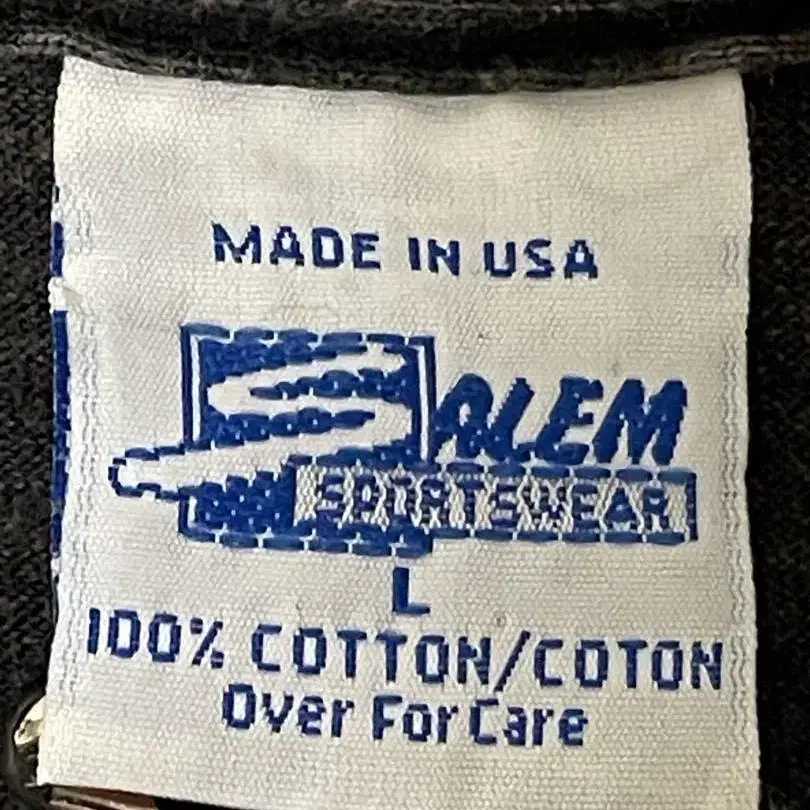 MADE IN USA
SALEM
SPORTSWEAR
L
100% COTTON/COTON
Over For Care